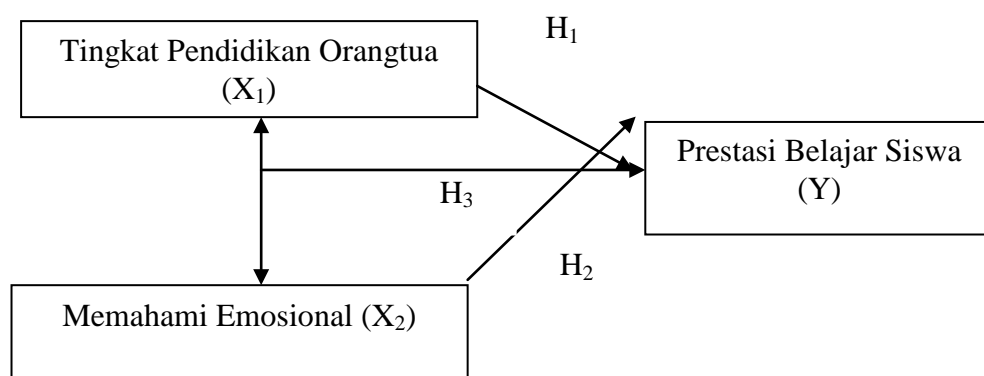 H₁
Tingkat Pendidikan Orangtua
(X₁)
Prestasi Belajar Siswa
(Y)
H₃
H₂
Memahami Emosional (X₂)